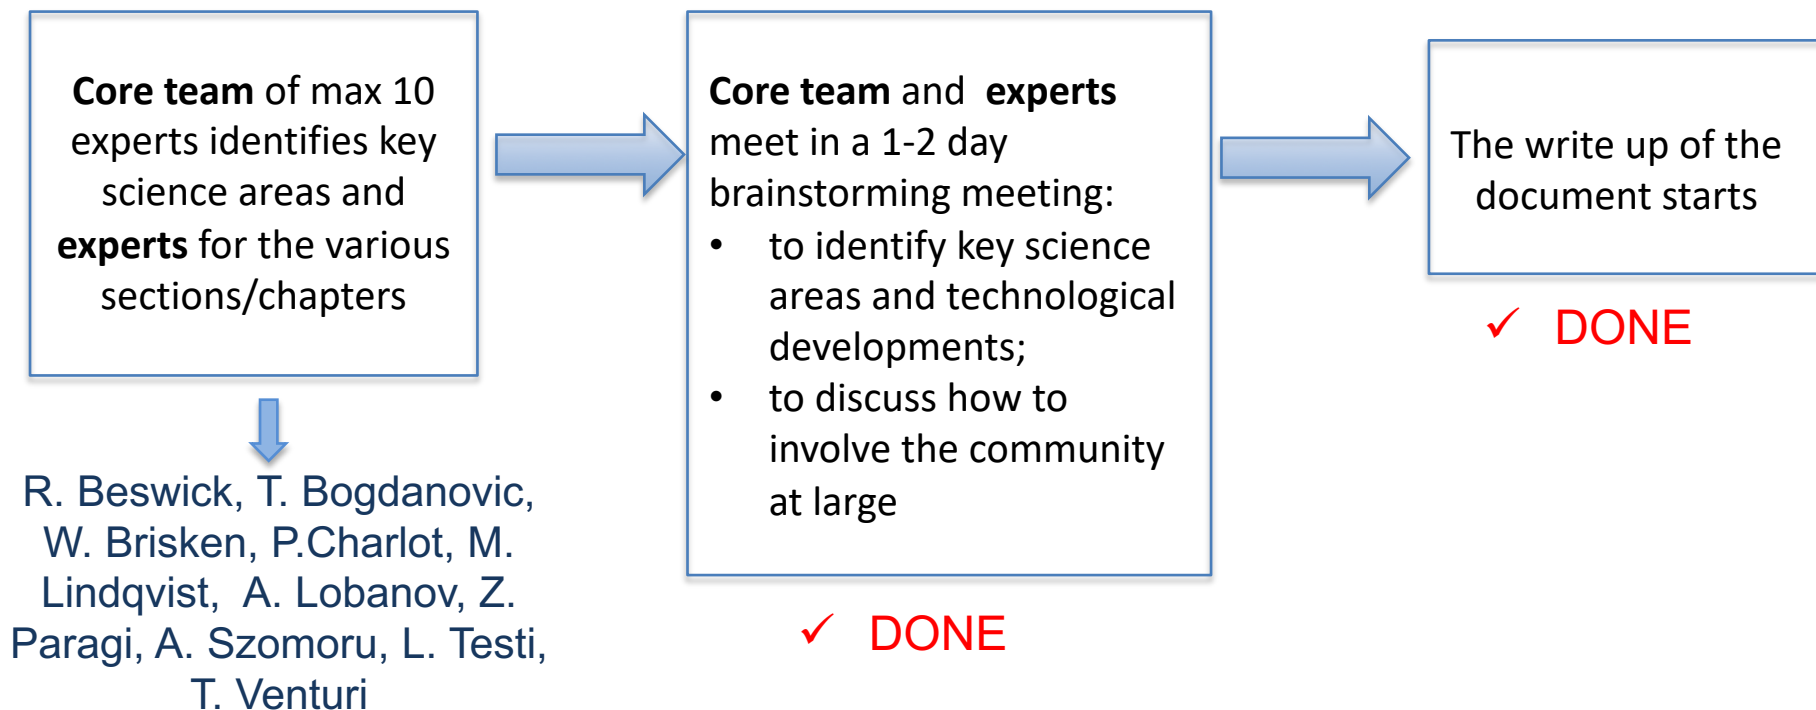 Core team of max 10
experts identifies key
science areas and
experts for the various
sections/chapters
R. Beswick, T. Bogdanovic,
W. Brisken, P.Charlot, M.
Lindqvist, A. Lobanov, Z.
Paragi, A. Szomoru, L. Testi,
T. Venturi
Core team and experts
meet in a 1-2 day
brainstorming meeting:
• to identify key science
areas and technological
developments;
• to discuss how to
involve the community
at large
✓ DONE
The write up of the
document starts
✓ DONE